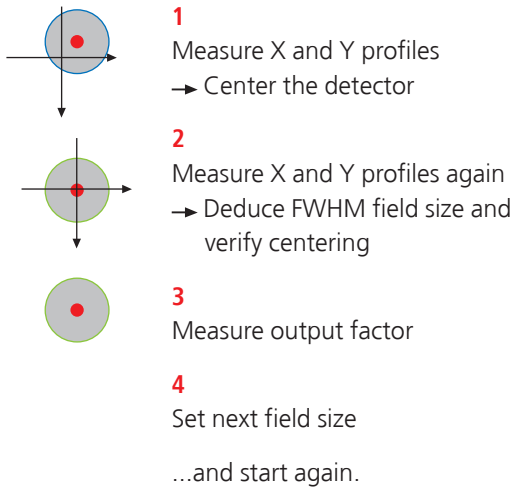 1
Measure X and Y profiles
→ Center the detector
2
Measure X and Y profiles again
→ Deduce FWHM field size and
verify centering
3
Measure output factor
4
Set next field size
...and start again.